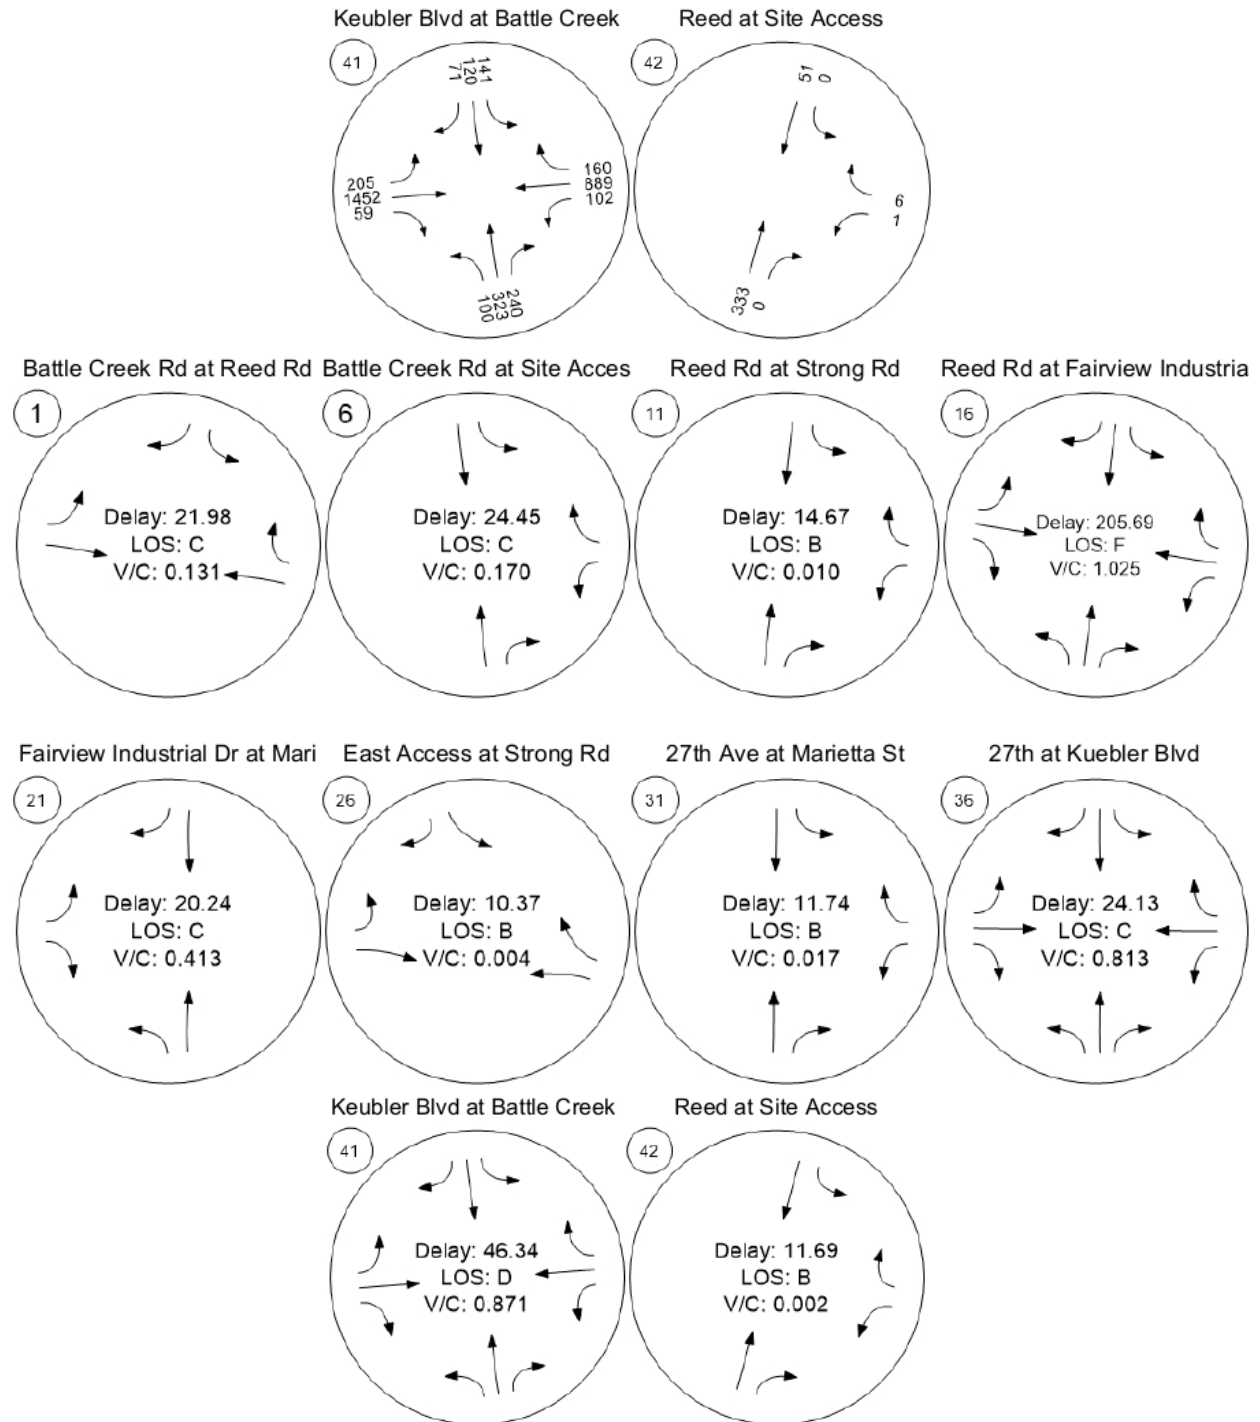 Keubler Blvd at Battle Creek
Reed at Site Access
41
71
120
141
205
1452
59
160
889
102
100
323
240
42
51
0
6
1
333
0
Battle Creek Rd at Reed Rd
Battle Creek Rd at Site Acces
Reed Rd at Strong Rd
Reed Rd at Fairview Industria
1
Delay: 21.98
LOS: C
V/C: 0.131
6
Delay: 24.45
LOS: C
V/C: 0.170
11
Delay: 14.67
LOS: B
V/C: 0.010
16
Delay: 205.69
LOS: F
V/C: 1.025
Fairview Industrial Dr at Mari
East Access at Strong Rd
27th Ave at Marietta St
27th at Kuebler Blvd
21
Delay: 20.24
LOS: C
V/C: 0.413
26
Delay: 10.37
LOS: B
V/C: 0.004
31
Delay: 11.74
LOS: B
V/C: 0.017
36
Delay: 24.13
LOS: C
V/C: 0.813
Keubler Blvd at Battle Creek
Reed at Site Access
41
Delay: 46.34
LOS: D
V/C: 0.871
42
Delay: 11.69
LOS: B
V/C: 0.002